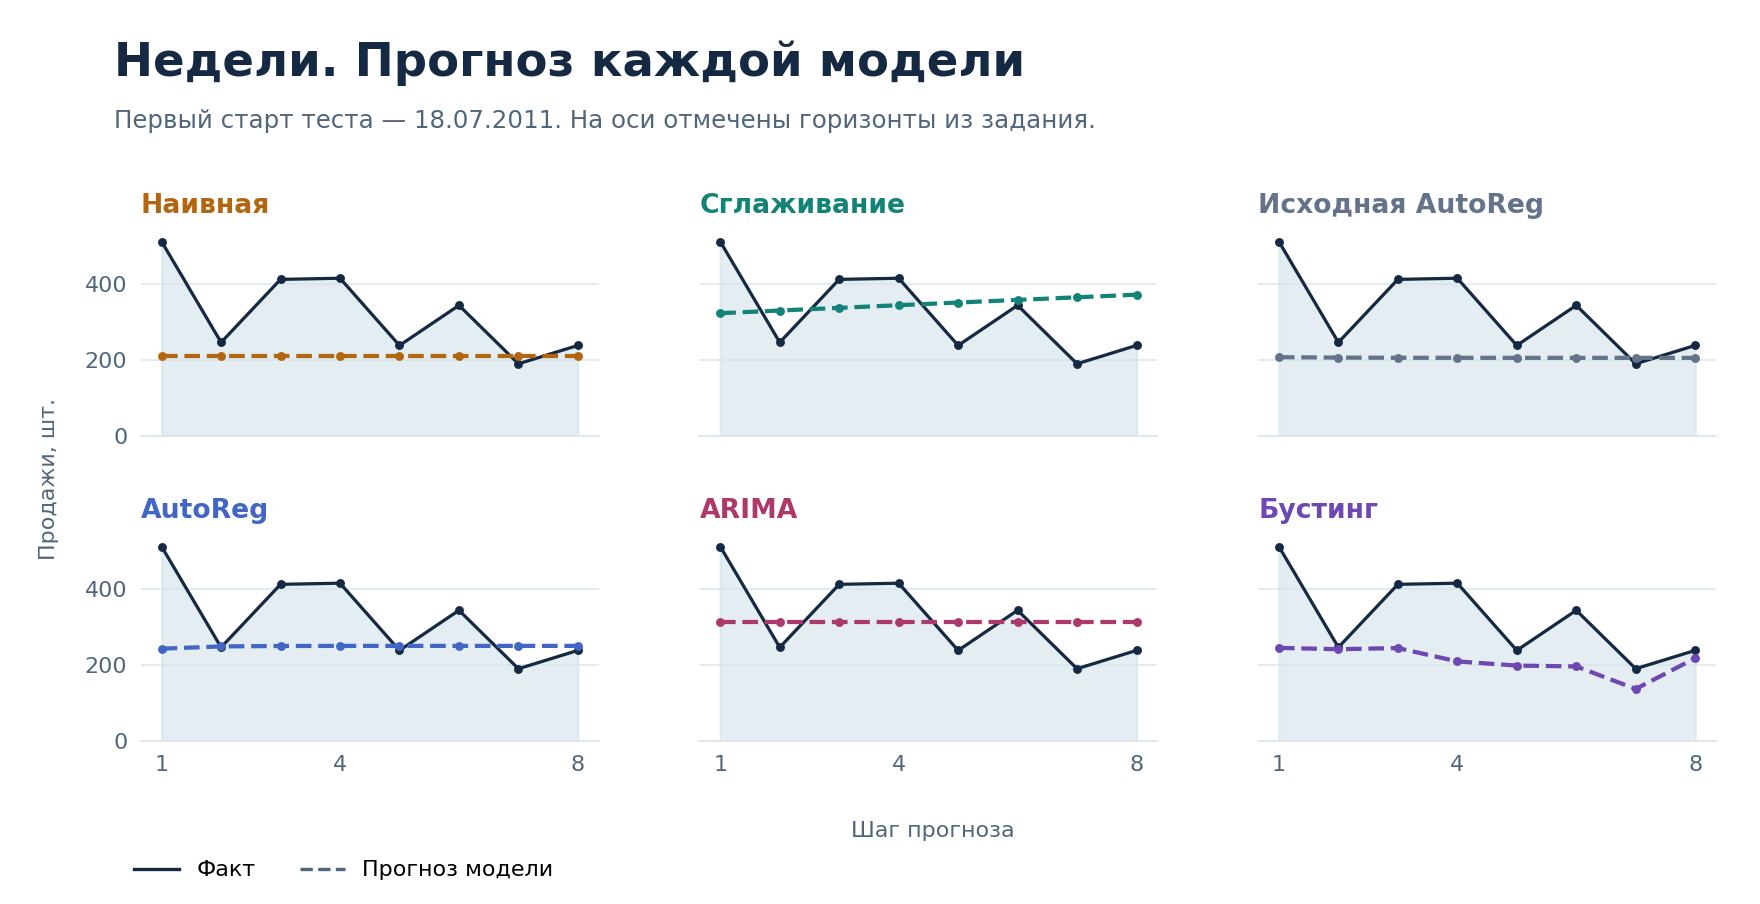 Недели. Прогноз каждой модели
Первый старт теста — 18.07.2011. На оси отмечены горизонты из задания.
Наивная
Сглаживание
Исходная AutoReg
400
200
0
Продажи, шт.
AutoReg
ARIMA
Бустинг
400
200
0
1 4 8
1 4 8
1 4 8
Шаг прогноза
Факт
Прогноз модели